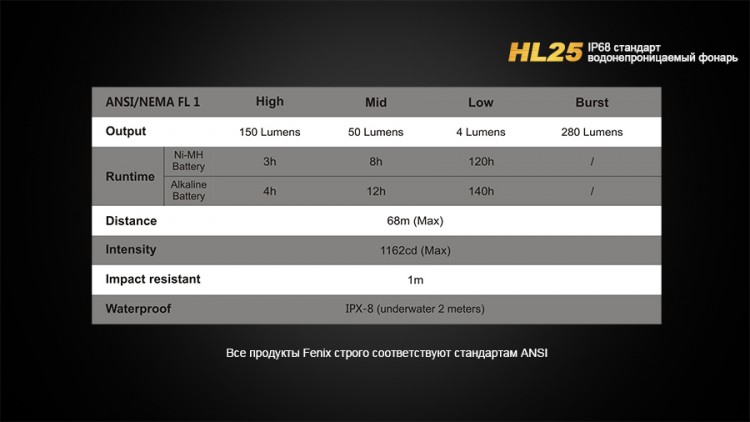 HL25 IP68 стандарт
водонепроницаемый фонарь
ANSI/NEMA FL 1 High Mid Low Burst
Output 150 Lumens 50 Lumens 4 Lumens 280 Lumens
Runtime
Ni-MH
Battery
3h 8h 120h /
Alkaline
Battery
4h 12h 140h /
Distance 68m (Max)
Intensity 1162cd (Max)
Impact resistant 1m
Waterproof IPX-8 (underwater 2 meters)
Все продукты Fenix строго соответствуют стандартам ANSI